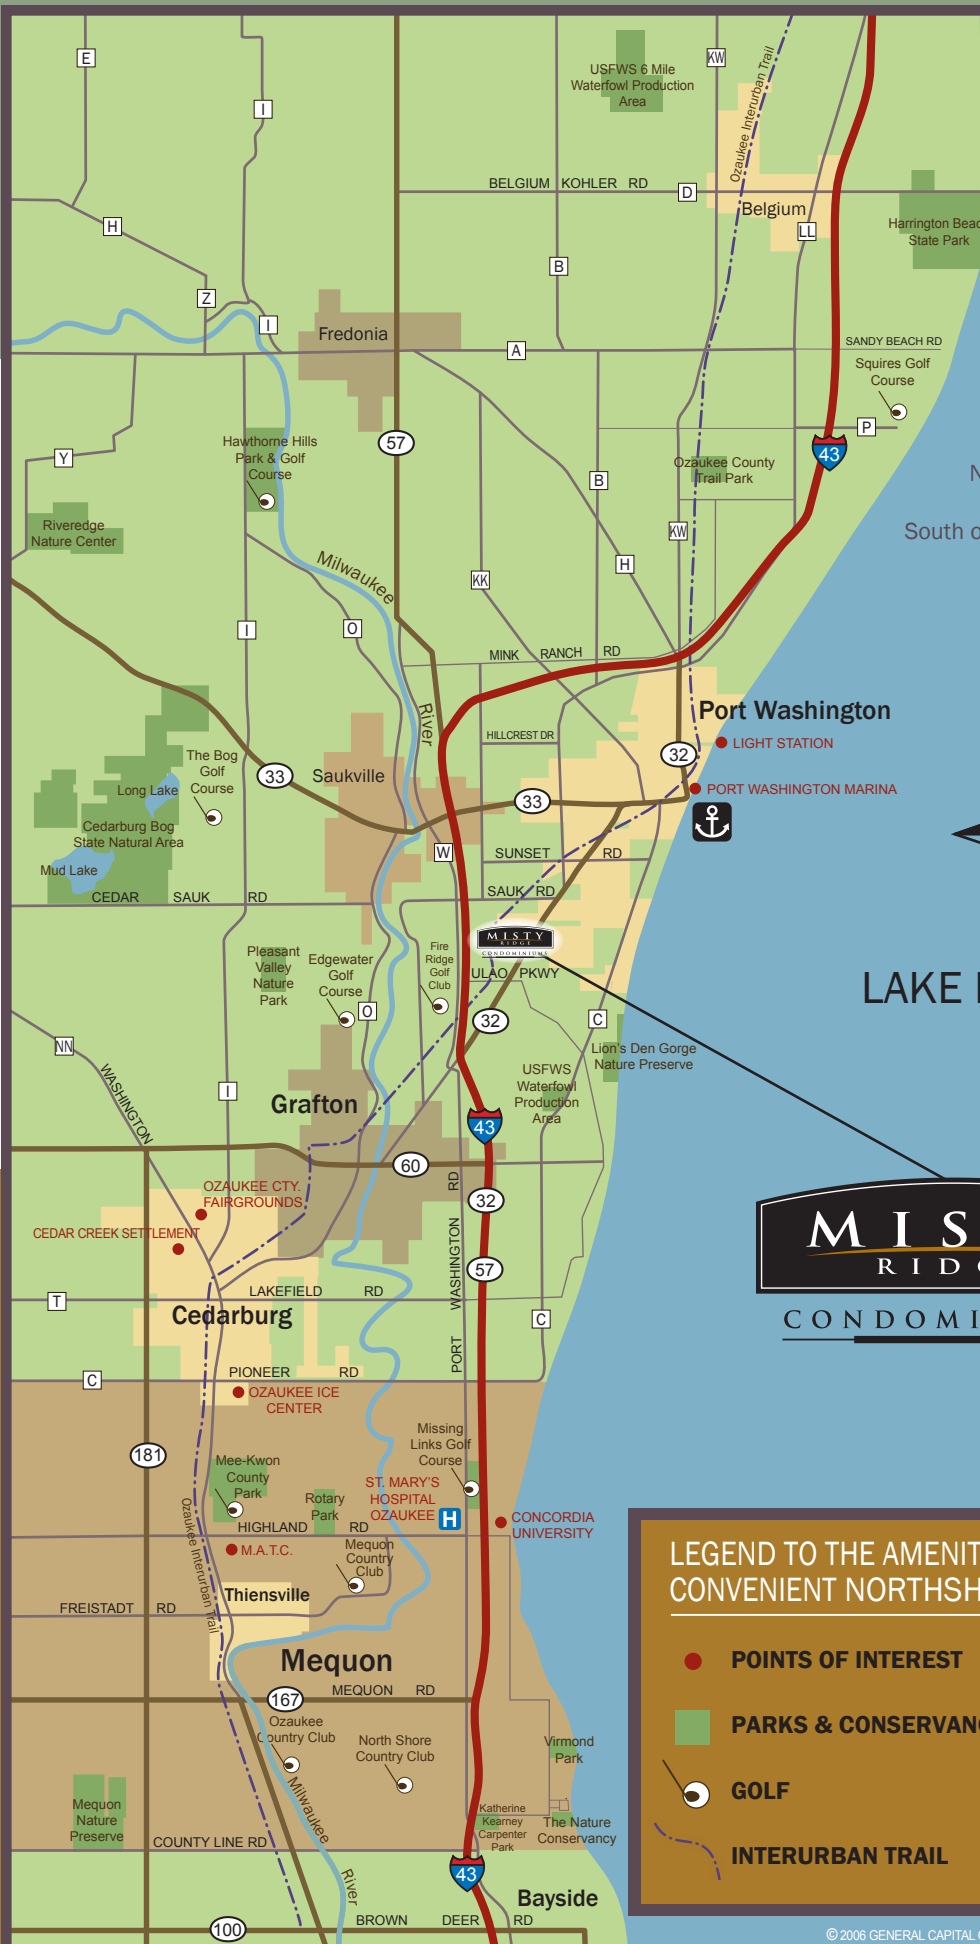 E
I
USFWS 6 Mile
Waterfowl Production
Area
KW
Ozaukee Interurban Trail
BELGIUM KOHLER RD
D
Belgium
LL
Harrington Beac
State Park
H
B
Z
I
Fredonia
A
SANDY BEACH RD
Squires Golf
Course
P
57
43
Hawthorne Hills
Park & Golf
Course
Y
Ozaukee County
Trail Park
B
N
Riveredge
Nature Center
KW
South o
Milwaukee
H
KK
I
O
MINK RANCH RD
River
Port Washington
HILLCREST DR
LIGHT STATION
32
The Bog
Golf
Course
33
Saukville
Long Lake
33
PORT WASHINGTON MARINA
Cedarburg Bog
State Natural Area
W
SUNSET RD
Mud Lake
CEDAR SAUK RD
SAUK RD
MISTY
RIDGE
CONDOMINIUMS
Pleasant
Valley
Nature
Park
Edgewater
Golf
Course
Fire
Ridge
Golf
Club
ULAO PKWY
LAKE
O
32
C
NN
Lion's Den Gorge
Nature Preserve
WASHINGTON
USFWS
Waterfowl
Production
Area
I
Grafton
43
60
RD
OZAUKEE CTY.
FAIRGROUNDS
32
CEDAR CREEK SETTLEMENT
WASHINGTON
57
MIS
RIDG
CONDOMI
T
LAKEFIELD RD
Cedarburg
C
PORT
PIONEER RD
C
OZAUKEE ICE
CENTER
Missing
Links Golf
Course
181
Mee-Kwon
County
Park
Rotary
Park
ST. MARY'S
HOSPITAL
OZAUKEE
H
CONCORDIA
UNIVERSITY
Ozaukee Interurban Trail
HIGHLAND RD
M.A.T.C.
Mequon
Country
Club
Thiensville
FREISTADT RD
LEGEND TO THE AMENIT
CONVENIENT NORTHSH
Mequon
POINTS OF INTEREST
MEQUON RD
167
Ozaukee
Country Club
North Shore
Country Club
Virmond
Park
PARKS & CONSERVANC
GOLF
Milwaukee
Mequon
Nature
Preserve
Katherine
Kearney
Carpenter
Park
The Nature
Conservancy
COUNTY LINE RD
INTERURBAN TRAIL
43
River
Bayside
100
BROWN DEER RD
© 2006 GENERAL CAPITAL